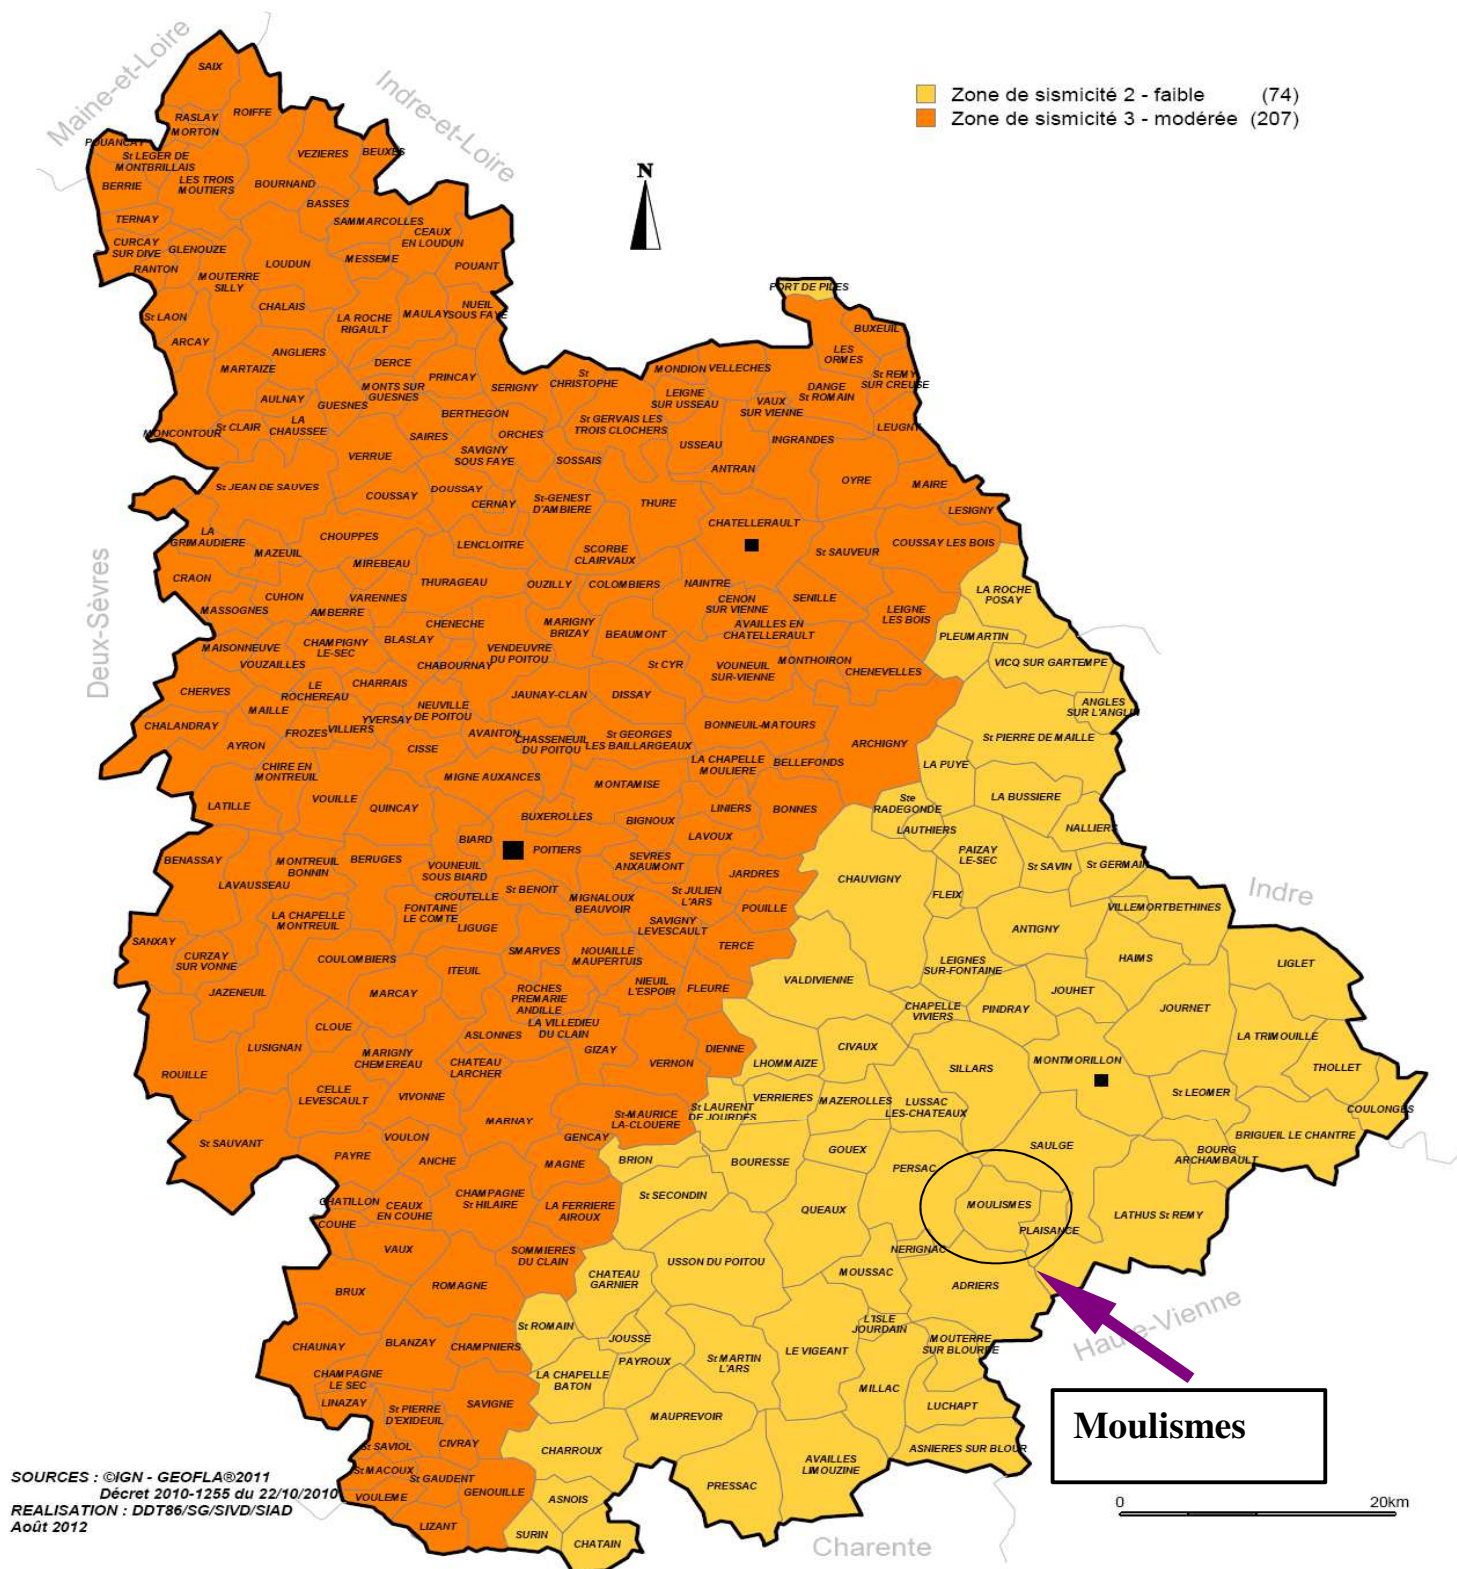 Maine-et-Loire
Indre-et-Loire
Zone de sismicité 2 - faible (74)
Zone de sismicité 3 - modérée (207)
N
SAIX
RASLAY
MORTON
ROIFFE
POUANCAY
St LEGER DE
MONTBRILLAIS
VEZIERES
BEUXES
BERRIE
LES TROIS
MOUTIERS
BOURNAND
BASSES
TERNAY
SAMMARCOLLES
CEAUX
EN LOUDUN
CURCAY
SUR DIVE
GLENOUZE
RANTON
MOUTERRE
SILLY
LOUDUN
MESSEME
POUANT
PORT DE PILES
St LAON
CHALAIS
LA ROCHE
RIGAULT
MAULAY
NUEIL
SOUS FAYE
BUXEUIL
ARCAY
ANGLIERS
LES
ORMES
MARTAIZE
DERCE
PRINCAY
SERIGNY
St
CHRISTOPHE
MONDION
VELLECHES
St REMY
SUR CREUSE
MONTS SUR
GUESNES
LEIGNE
SUR USSEAU
VAUX
SUR VIENNE
DANGE
St ROMAIN
AULNAY
GUESNES
BERTHEGON
St GERVAIS LES
TROIS CLOCHERS
MONCONTOUR
St CLAIR
LA
CHAUSSEE
SAIRES
ORCHES
USSEAU
INGRANDES
LEUGNY
VERRUE
SAVIGNY
SOUS FAYE
SOSSAIS
ANTRAN
OYRE
MAIRE
St JEAN DE SAUVES
COUSSAY
DOUSSAY
CERNAY
St-GENEST
D'AMBIERE
THURE
LESIGNY
CHATELLERAULT
LA
GRIMAUDIERE
CHOUPPES
LENCLOITRE
SCORBE
CLAIRVAUX
St SAUVEUR
COUSSAY LES BOIS
MAZEUIL
MIREBEAU
CRAON
THURAGEAU
OUZILLY
COLOMBIERS
NAINTRE
LA ROCHE
POSAY
CUHON
VARENNES
CENON
SUR VIENNE
SENILLE
MASSOGNES
AMBERRE
CHENECHE
MARIGNY
BRIZAY
BEAUMONT
AVAILLES EN
CHATELLERAULT
LEIGNE
LES BOIS
PLEUMARTIN
MAISONNEUVE
CHAMPIGNY
LE-SEC
BLASLAY
VENDEUVRE
DU POITOU
VOUZAILLES
CHABOURNAY
St CYR
VOUNEUIL
SUR-VIENNE
MONTHOIRON
CHENEVELLES
VICQ SUR GARTEMPE
CHERVES
LE
ROCHEREAU
CHARRAIS
JAUNAY-CLAN
DISSAY
ANGLES
SUR L'ANGLIN
MAILLE
NEUVILLE
DE POITOU
CHALANDRAY
FROZES
VILLIERS
YVERSAY
AVANTON
CHASSENEUIL
DU POITOU
St GEORGES
LES BAILLARGEAUX
BONNEUIL-MATOURS
St PIERRE DE MAILLE
AYRON
CISSE
ARCHIGNY
CHIRE EN
MONTREUIL
MIGNE AUXANCES
MONTAMISE
LA CHAPELLE
MOULIERE
BELLEFONDS
LA PUYE
LATILLE
VOUILLE
QUINCAY
BUXEROLLES
BIGNOUX
LINIERS
BONNES
Ste
RADEGONDE
LA BUSSIERE
LAUTHIERS
NALLIERS
BIARD
POITIERS
LAVOUX
BENASSAY
MONTREUIL
BONNIN
BERUGES
VOUNEUIL
SOUS BIARD
SEVRES
ANXAUMONT
PAIZAY
LE-SEC
St SAVIN
St GERMAIN
LAVAUSSEAU
CROUTELLE
St BENOIT
MIGNALOUX
BEAUVOIR
St JULIEN
L'ARS
JARDRES
CHAUVIGNY
FLEIX
FONTAINE
LE COMTE
POUILLE
VILLEMORT
BETHINES
LA CHAPELLE
MONTREUIL
LIGUGE
SAVIGNY
LEVESCAULT
ANTIGNY
SANXAY
CURZAY
SUR VONNE
COULOMBIERS
SMARVES
NOUAILLE
MAUPERTUIS
TERCE
LEIGNES
SUR-FONTAINE
HAIMS
LIGLET
ITEUIL
NIEUIL
L'ESPOIR
FLEURE
VALDIVIENNE
JAZENEUIL
MARCAY
ROCHES
PREMARIE
ANDILLE
CHAPELLE
VIVIERS
PINDRAY
JOUHET
JOURNET
CLOUE
ASLONNES
LA VILLEDIEU
DU CLAIN
GIZAY
LA TRIMOUILLE
LUSIGNAN
MARIGNY
CHEMEREAU
CHATEAU
LARCHER
VERNON
DIENNE
LHOMMAIZE
CIVAUX
SILLARS
MONTMORILLON
THOLLET
ROUILLE
CELLE
LEVESCAULT
VIVONNE
St LAURENT
DE JOURDES
VERRIERES
MAZEROLLES
LUSSAC
LES-CHATEAUX
St LEOMER
COULONGES
MARNAY
St-MAURICE
LA-CLOUERE
St SAUVANT
VOULON
GENCAY
BRIGUEIL LE CHANTRE
PAYRE
ANCHE
MAGNE
BRION
BOURESSE
GOUEX
SAULGE
BOURG
ARCHAMBAULT
PERSAC
CHATILLON
CEAUX
EN COUHE
CHAMPAGNE
St HILAIRE
LA FERRIERE
AIROUX
St SECONDIN
QUEAUX
MOULISMES
LATHUS St REMY
COUHE
PLAISANCE
VAUX
SOMMIERES
DU CLAIN
NERIGNAC
USSON DU POITOU
MOUSSAC
BRUX
ROMAGNE
CHATEAU
GARNIER
ADRIERS
St ROMAIN
L'ISLE
JOURDAIN
CHAUNAY
BLANZAY
CHAMPNIERS
JOUSSE
MOUTERRE
SUR BLOURDE
PAYROUX
St MARTIN
L'ARS
LE VIGEANT
CHAMPAGNE
LE SEC
LA CHAPELLE
BATON
MILLAC
LINAZAY
St PIERRE
D'EXIDEUIL
SAVIGNE
LUCHAPT
MAUPREVOIR
St SAVIOL
CIVRAY
CHARROUX
AVAILLES
LIMOUZINE
ASNIERES SUR BLOUR
St MACOUX
St GAUDENT
PRESSAC
VOULEME
GENOUILLE
ASNOIS
LIZANT
SURIN
CHATAIN
Deux-Sèvres
Indre
Haute-Vienne
Charente
Moulismes
0 20km
SOURCES : ©IGN - GEOFLA®2011
Décret 2010-1255 du 22/10/2010
REALISATION : DDT86/SG/SIVD/SIAD
Août 2012